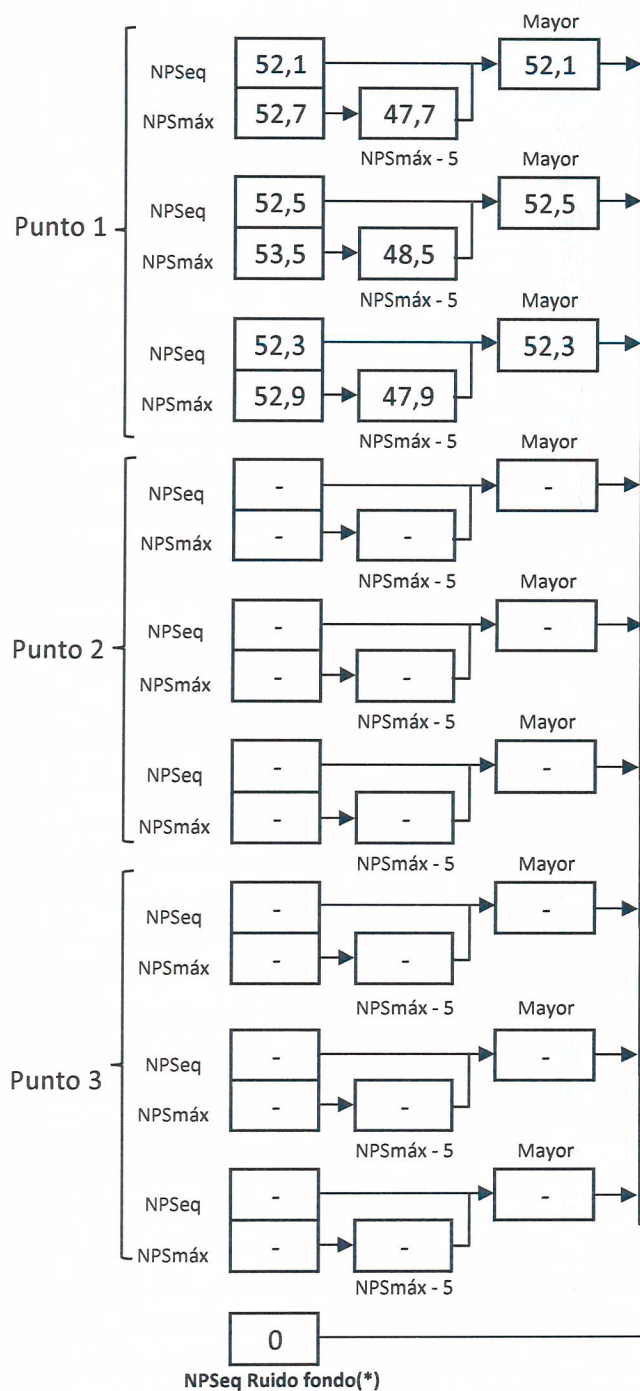 Mayor
NPSeq 52,1 52,1
NPSmáx 52,7 47,7
NPSmáx - 5 Mayor
Punto 1
NPSeq 52,5 52,5
NPSmáx 53,5 48,5
NPSmáx - 5 Mayor
NPSeq 52,3 52,3
NPSmáx 52,9 47,9
NPSmáx - 5 Mayor
NPSeq - -
NPSmáx - -
NPSmáx - 5 Mayor
Punto 2
NPSeq - -
NPSmáx - -
NPSmáx - 5 Mayor
NPSeq - -
NPSmáx - -
NPSmáx - 5 Mayor
NPSeq - -
NPSmáx - -
NPSmáx - 5 Mayor
Punto 3
NPSeq - -
NPSmáx - -
NPSmáx - 5 Mayor
NPSeq - -
NPSmáx - -
NPSmáx - 5
0
NPSeq Ruido fondo(*)